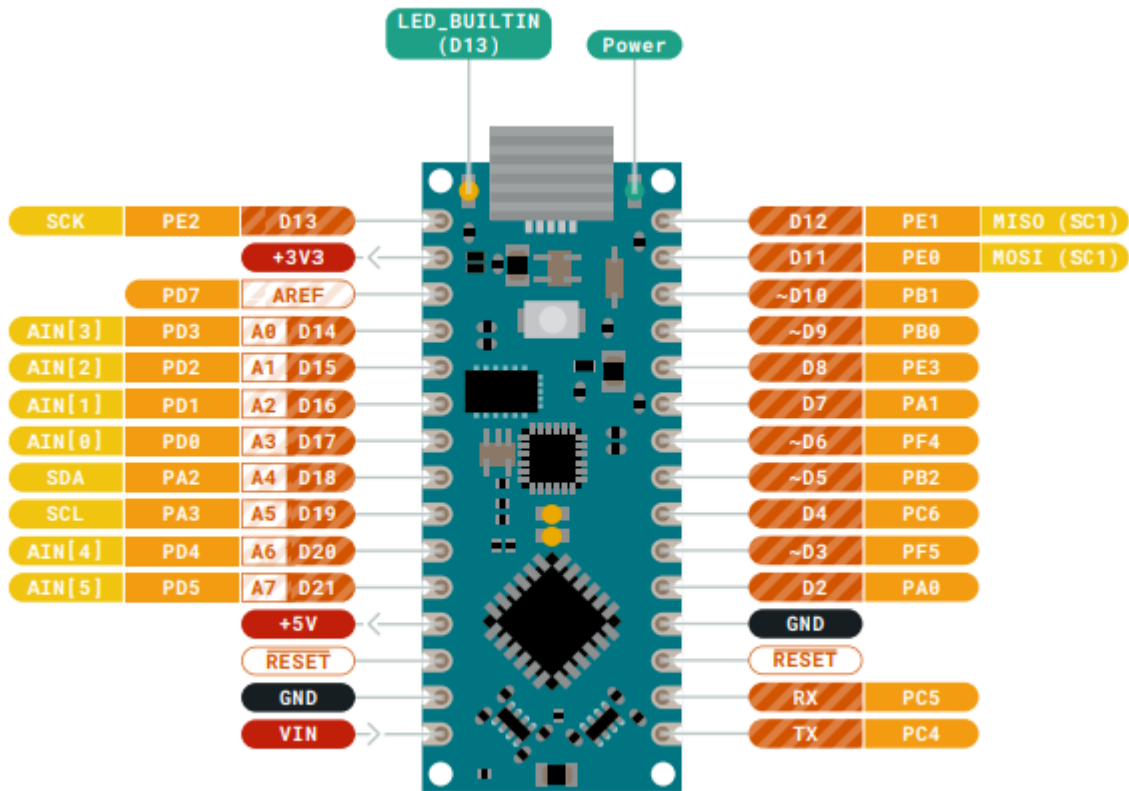 LED_BUILTIN
(D13)
Power
SCK PE2 D13
D12 PE1 MISO (SC1)
+3V3
D11 PE0 MOSI (SC1)
PD7 AREF
~D10 PB1
AIN[3] PD3 A0 D14
~D9 PB0
AIN[2] PD2 A1 D15
D8 PE3
AIN[1] PD1 A2 D16
D7 PA1
AIN[0] PD0 A3 D17
~D6 PF4
SDA PA2 A4 D18
~D5 PB2
SCL PA3 A5 D19
D4 PC6
AIN[4] PD4 A6 D20
~D3 PF5
AIN[5] PD5 A7 D21
D2 PA0
+5V
GND
RESET
RESET
GND
RX PC5
VIN
TX PC4